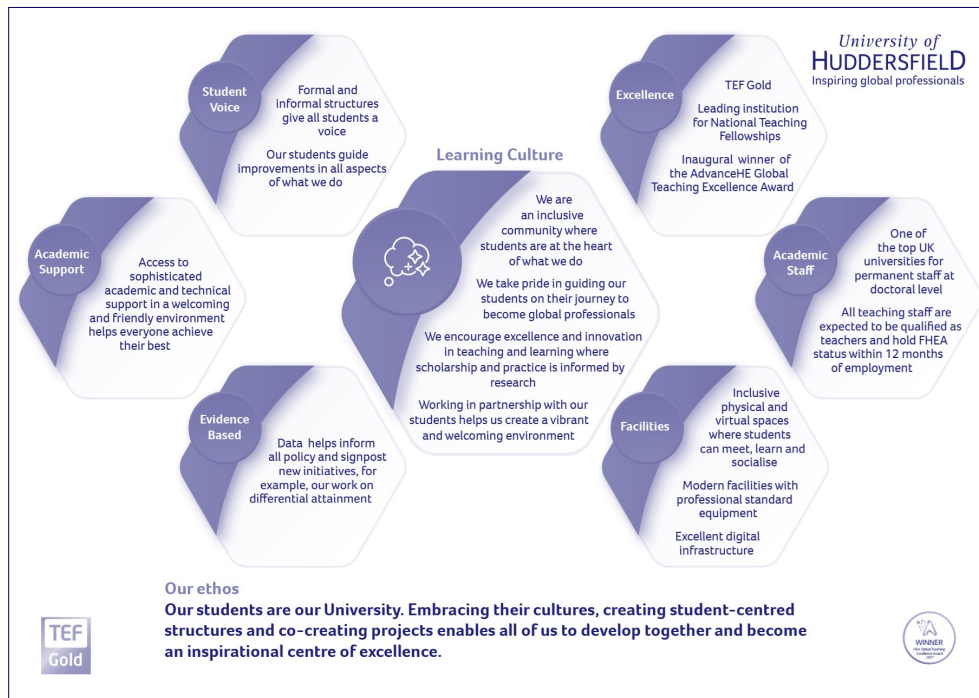 University of
HUDDERSFIELD
Inspiring global professionals
Student
Voice
Formal and
informal structures
give all students a
voice
Our students guide
improvements in all aspects
of what we do
Excellence
TEF Gold
Leading institution
for National Teaching
Fellowships
Inaugural winner of
the AdvanceHE Global
Teaching Excellence Award
Learning Culture
We are
an inclusive
community where
students are at the heart
of what we do
We take pride in guiding our
students on their journey to
become global professionals
We encourage excellence and innovation
in teaching and learning where
scholarship and practice is informed by
research
Working in partnership with our
students helps us create a vibrant
and welcoming environment
Academic
Support
Access to
sophisticated
academic and technical
support in a welcoming
and friendly environment
helps everyone achieve
their best
Academic
Staff
One of
the top UK
universities for
permanent staff at
doctoral level
All teaching staff are
expected to be qualified as
teachers and hold FHEA
status within 12 months
of employment
Evidence
Based
Data helps inform
all policy and signpost
new initiatives, for
example, our work on
differential attainment
Facilities
Inclusive
physical and
virtual spaces
where students
can meet, learn and
socialise
Modern facilities with
professional standard
equipment
Excellent digital
infrastructure
Our ethos
Our students are our University. Embracing their cultures, creating student-centred
structures and co-creating projects enables all of us to develop together and become
an inspirational centre of excellence.
TEF
Gold
WINNER
HEA Global Teaching
Excellence Award
2017